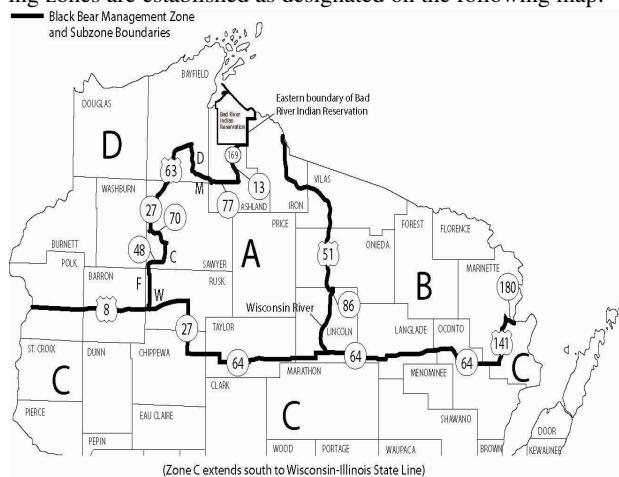 ing zones are established as designated on the following map:
Black Bear Management Zone
and Subzone Boundaries
BAYFIELD
Eastern boundary of Bad
River Indian Reservation
DOUGLAS
Bad River
Indian
Reservation
D
D
169
63
M
13
VILAS
WASHBURN
77
ASHLAND
IRON
27
70
PRICE
FOREST
FLORENCE
51
ONIEDA
BURNETT
48
C
SAWYER
A
MARINETTE
POLK
BARRON
F
RUSK
B
180
W
Wisconsin River
86
8
27
TAYLOR
LINCOLN
LANGLADE
OCONTO
141
ST. CROIX
DUNN
CHIPPEWA
64
64
64
C
MARATHON
MENOMINEE
C
CLARK
PIERCE
EAU CLAIRE
C
SHAWANO
DOOR
PEPIN
WOOD
PORTAGE
WAUPACA
BROWN
KEWAUNEE
(Zone C extends south to Wisconsin-Illinois State Line)